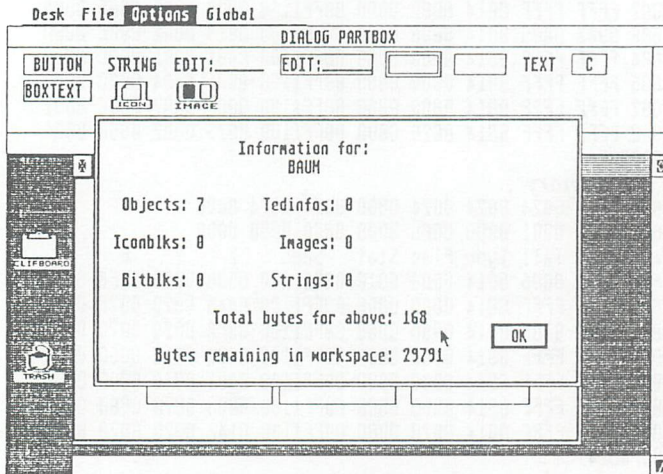 Desk File Options Global
DIALOG PARTBOX
BUTTON STRING EDIT:______ EDIT:______ TEXT C
BOXTEXT ICON IMAGE
Information for:
BAUM
Objects: 7 Tedinfos: 0
Iconblks: 0 Images: 0
Bitblks: 0 Strings: 0
Total bytes for above: 168
OK
Bytes remaining in workspace: 29791
CLIPBOARD
TRASH